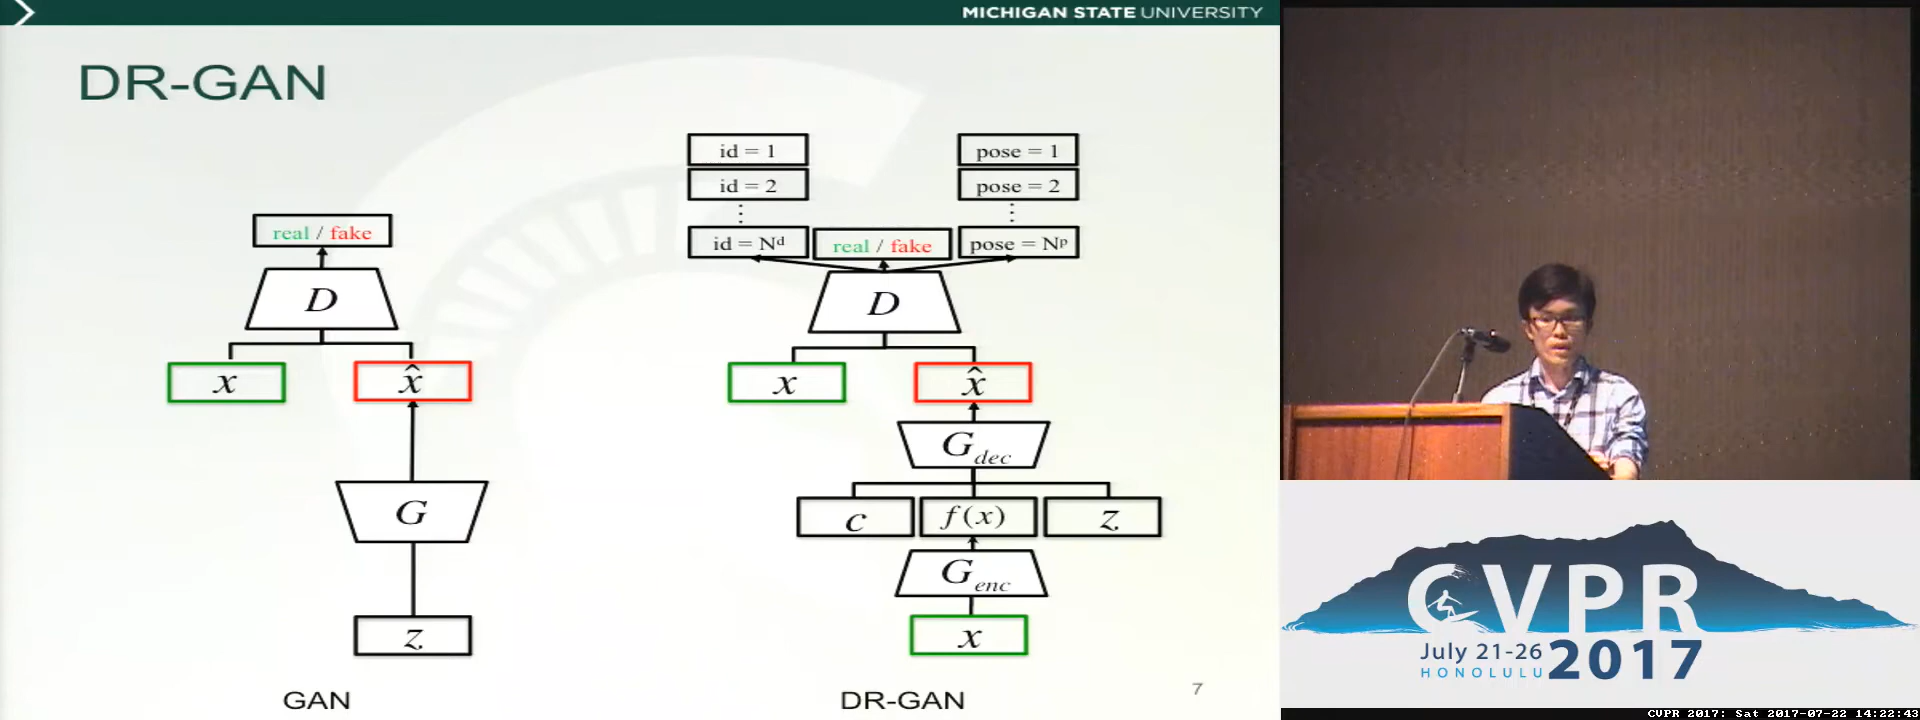 MICHIGAN STATE UNIVERSITY
DR-GAN
real / fake
D
x
x̂
G
z
GAN
id = 1
id = 2
⋮
id = Nᵈ
real / fake
pose = 1
pose = 2
⋮
pose = Nᵖ
D
x
x̂
G dec
c
f(x)
z
G enc
x
DR-GAN
7
CVPR
July 21-26
HONOLULU
2017
CVPR 2017: Sat 2017-07-22 14:22:43